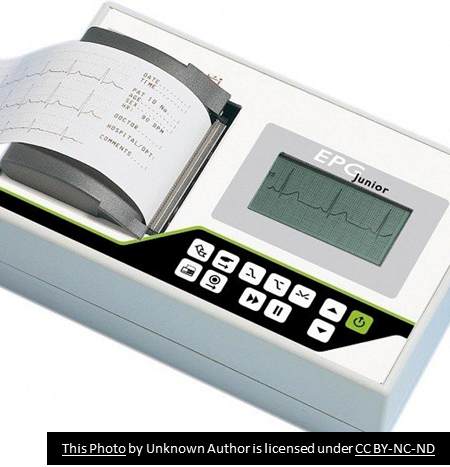 DATE
TIME
PAT ID No
AGE
SEX
HR: 90 BPM
DOCTOR
HOSPITAL/DPT:
COMMENTS
EPG
Junior
This Photo by Unknown Author is licensed under CC BY-NC-ND